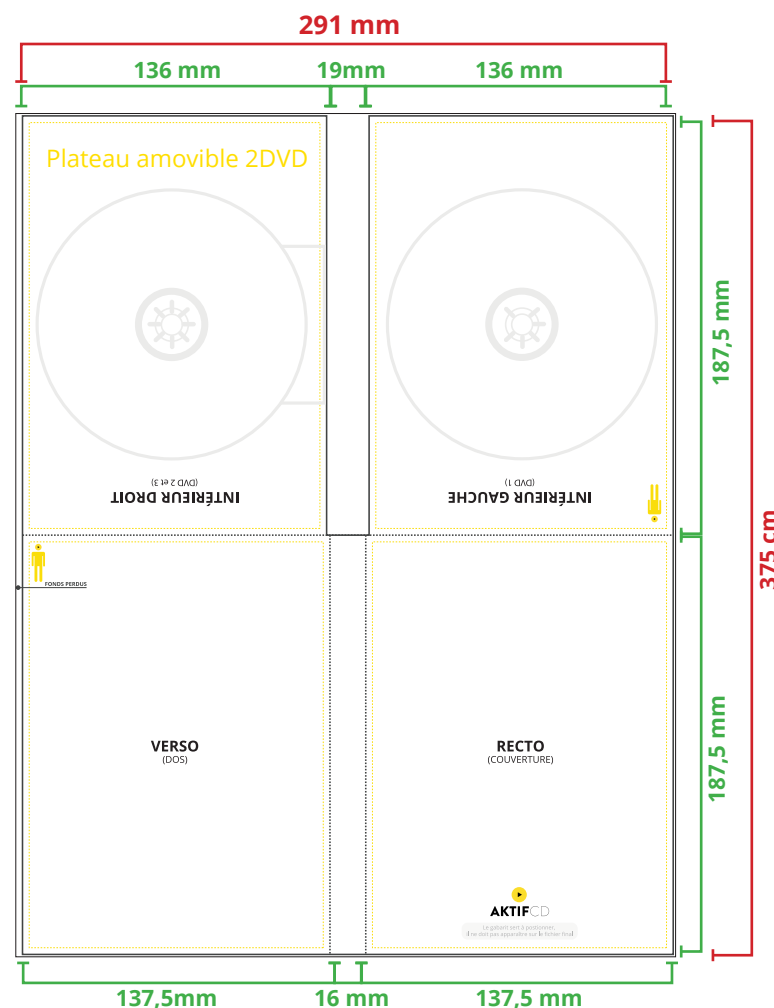 291 mm
136 mm
19mm
136 mm
Plateau amovible 2DVD
187,5 mm
(DVD 2 et 3)
INTÉRIEUR DROIT
(DVD 1)
INTÉRIEUR GAUCHE
375 cm
FONDS PERDUS
VERSO
(DOS)
RECTO
(COUVERTURE)
187,5 mm
AKTIFCD
Le gabarit sert à positionner,
il ne doit pas apparaître sur le fichier final
137,5mm
16 mm
137,5 mm